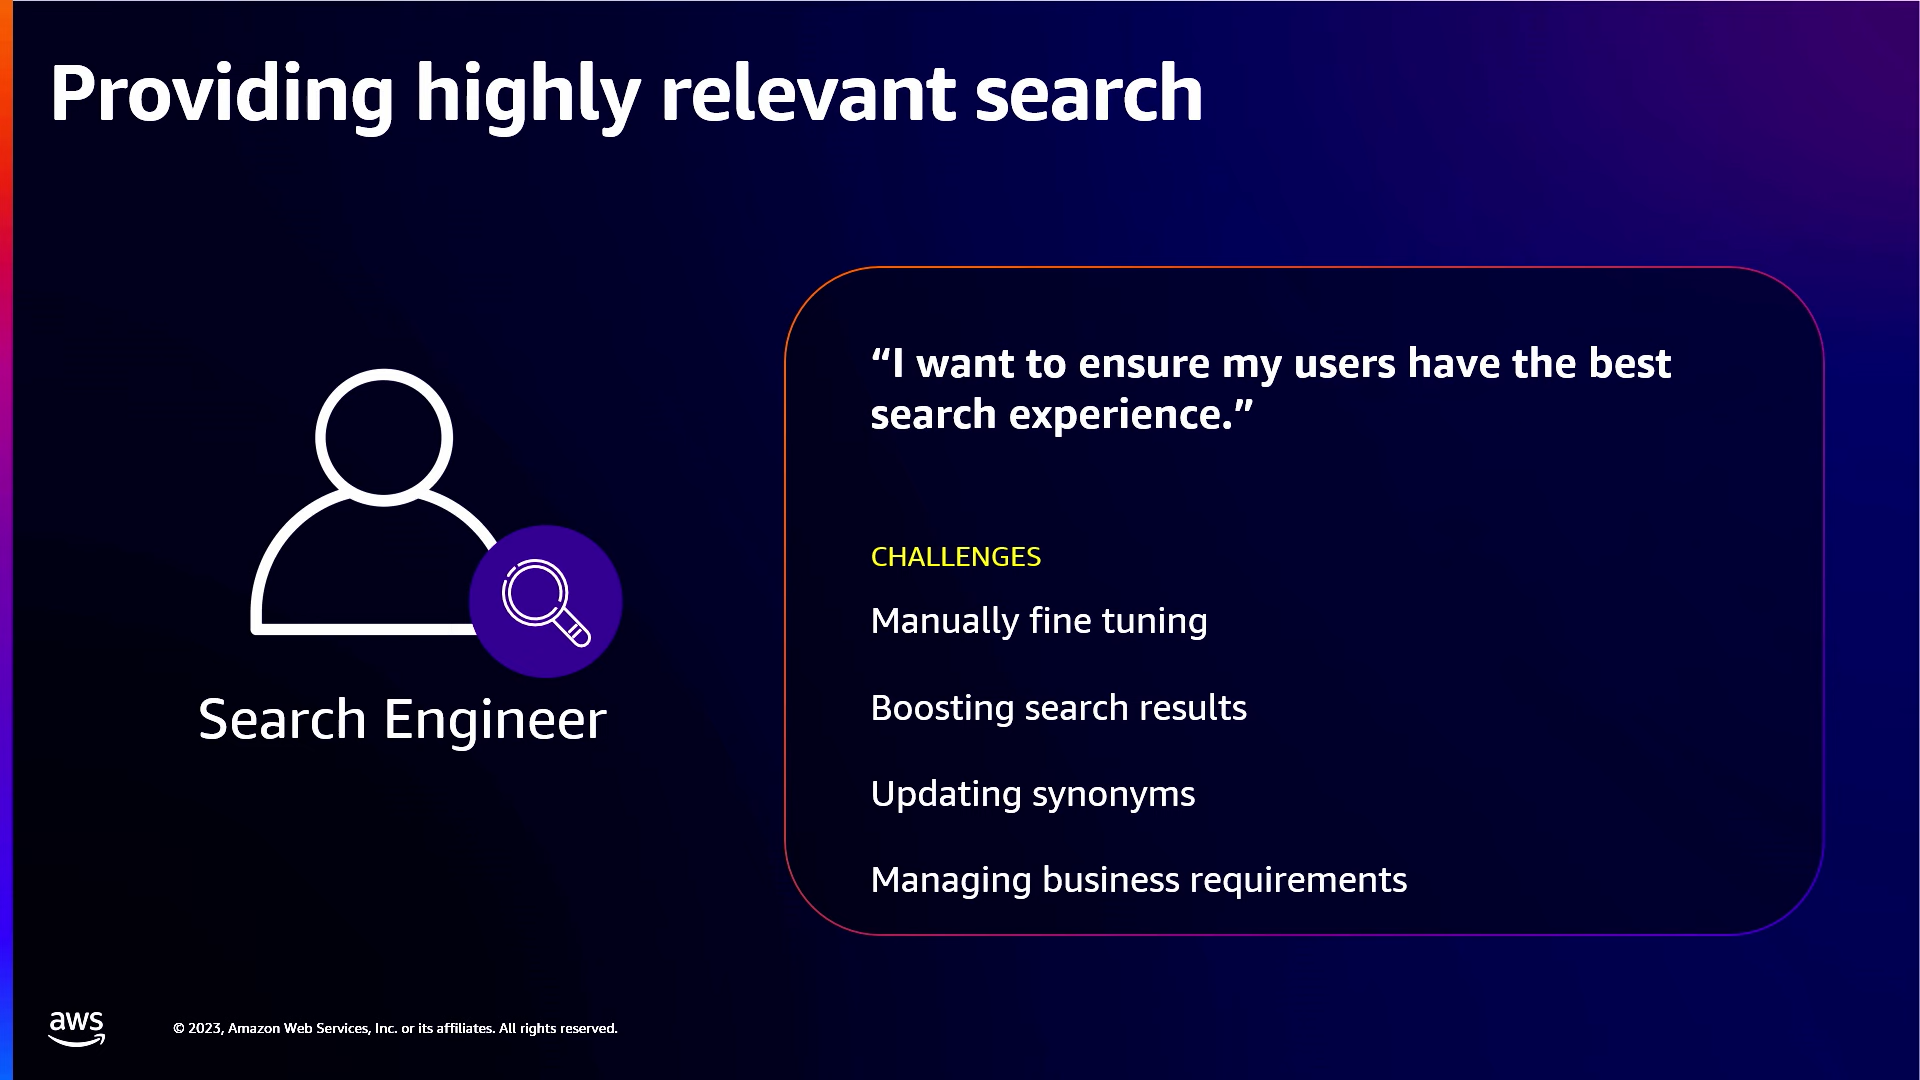 Providing highly relevant search
Search Engineer
“I want to ensure my users have the best
search experience.”
CHALLENGES
Manually fine tuning
Boosting search results
Updating synonyms
Managing business requirements
aws
© 2023, Amazon Web Services, Inc. or its affiliates. All rights reserved.